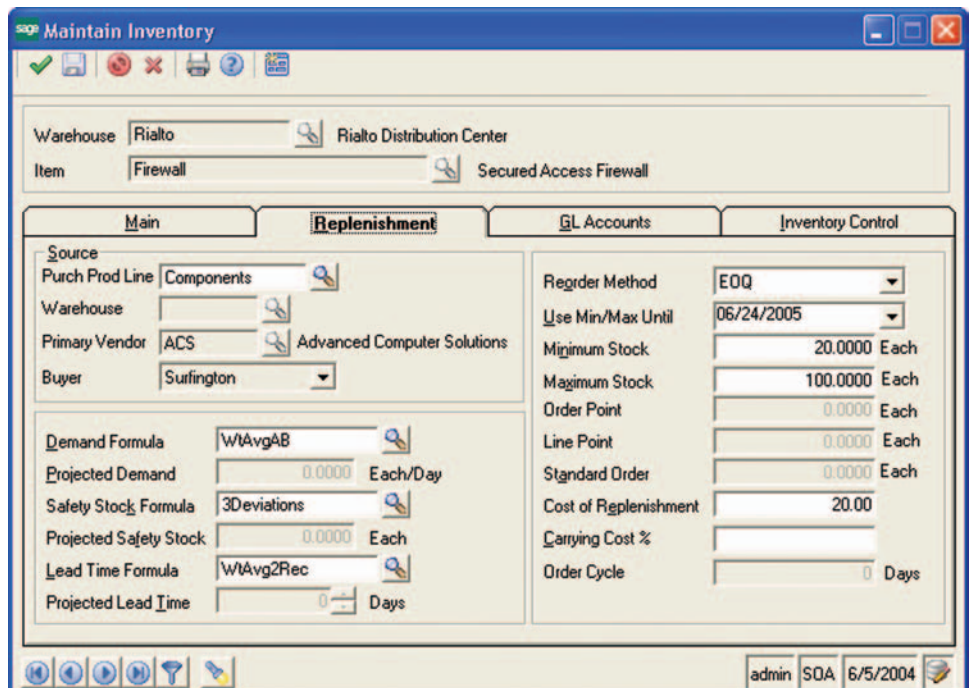 sage Maintain Inventory
Warehouse Rialto Rialto Distribution Center
Item Firewall Secured Access Firewall
Main Replenishment GL Accounts Inventory Control
Source
Purch Prod Line Components
Warehouse
Primary Vendor ACS Advanced Computer Solutions
Buyer Surlington
Demand Formula WtAvgAB
Projected Demand 0.0000 Each/Day
Safety Stock Formula 3Deviations
Projected Safety Stock 0.0000 Each
Lead Time Formula WtAvg2Rec
Projected Lead Time 0 Days
Reorder Method EOQ
Use Min/Max Until 06/24/2005
Minimum Stock 20.0000 Each
Maximum Stock 100.0000 Each
Order Point 0.0000 Each
Line Point 0.0000 Each
Standard Order 0.0000 Each
Cost of Replenishment 20.00
Carrying Cost %
Order Cycle 0 Days
admin SOA 6/5/2004